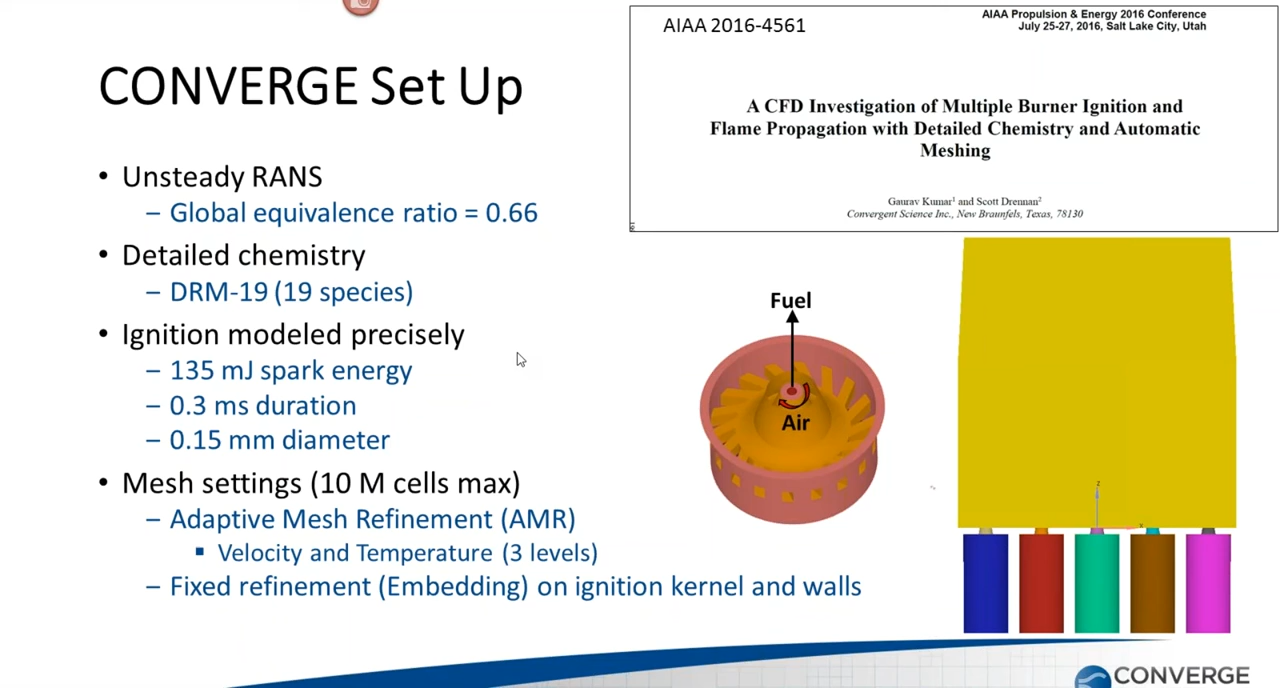 AIAA 2016-4561
AIAA Propulsion & Energy 2016 Conference
July 25-27, 2016, Salt Lake City, Utah
A CFD Investigation of Multiple Burner Ignition and
Flame Propagation with Detailed Chemistry and Automatic
Meshing
Gaurav Kumar¹ and Scott Drennan²
Convergent Science Inc., New Braunfels, Texas, 78130
CONVERGE Set Up
• Unsteady RANS
– Global equivalence ratio = 0.66
• Detailed chemistry
– DRM-19 (19 species)
• Ignition modeled precisely
– 135 mJ spark energy
– 0.3 ms duration
– 0.15 mm diameter
• Mesh settings (10 M cells max)
– Adaptive Mesh Refinement (AMR)
▪ Velocity and Temperature (3 levels)
– Fixed refinement (Embedding) on ignition kernel and walls
Fuel
Air
z
x
CONVERGE